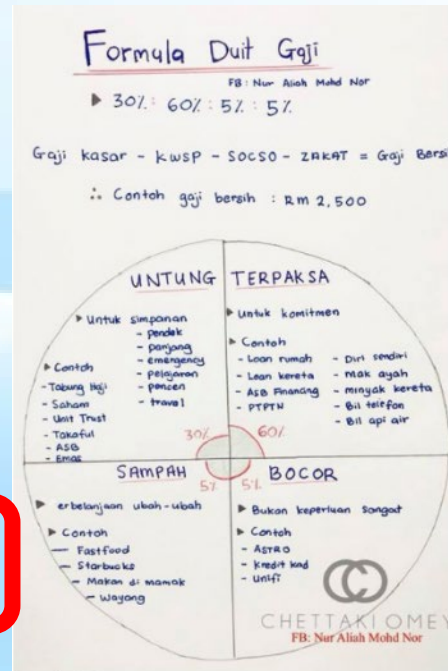 Formula Duit Gaji
FB: Nur Aliah Mohd Nor
▶ 30% : 60% : 5% : 5%
Gaji kasar - KWSP - SOCSO - ZAKAT = Gaji Bersi
∴ Contoh gaji bersih : RM 2,500
UNTUNG
▶ Untuk simpanan
- pendek
- panjang
- emergency
- pelajaran
- pencen
- travel
▶ Contoh
- Tabung Haji
- Saham
- Unit Trust
- Takaful
- ASB
- Emas
30%
TERPAKSA
▶ Untuk komitmen
▶ Contoh
- Loan rumah
- Loan kereta
- ASB Financing
- PTPTN
- Diri sendiri
- mak ayah
- minyak kereta
- Bil telefon
- Bil api air
60%
SAMPAH
5%
▶ erbelanjaan ubah-ubah
▶ Contoh
- Fastfood
- Starbucks
- Makan di mamak
- Wayang
BOCOR
5%
▶ Bukan keperluan sangat
▶ Contoh
- ASTRO
- Kredit kad
- Unifi
CHETTAKI OMEY
FB: Nur Aliah Mohd Nor